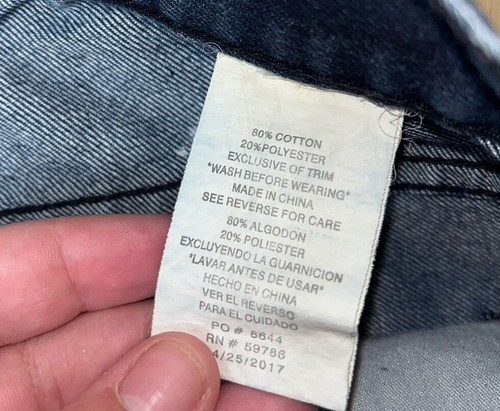 80% COTTON
20%POLYESTER
EXCLUSIVE OF TRIM
"WASH BEFORE WEARING"
MADE IN CHINA
SEE REVERSE FOR CARE
80% ALGODON
20% POLIESTER
EXCLUYENDO LA GUARNICION
"LAVAR ANTES DE USAR"
HECHO EN CHINA
VER EL REVERSO
PARA EL CUIDADO
PO # 6644
RN # 59786
4/25/2017